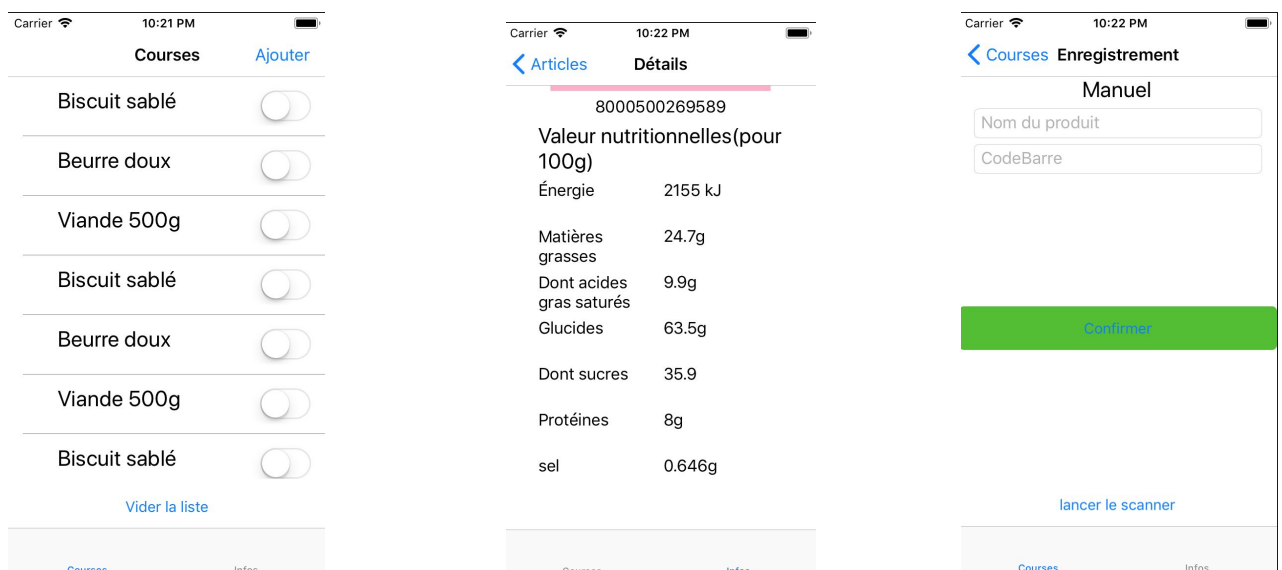 Carrier 10:21 PM
Courses Ajouter
Biscuit sablé
Beurre doux
Viande 500g
Biscuit sablé
Beurre doux
Viande 500g
Biscuit sablé
Vider la liste
Courses Infos
Carrier 10:22 PM
Articles Détails
8000500269589
Valeur nutritionnelles(pour
100g)
Énergie 2155 kJ
Matières 24.7g
grasses
Dont acides 9.9g
gras saturés
Glucides 63.5g
Dont sucres 35.9
Protéines 8g
sel 0.646g
Courses Infos
Carrier 10:22 PM
Courses Enregistrement
Manuel
Nom du produit
CodeBarre
Confirmer
lancer le scanner
Courses Infos